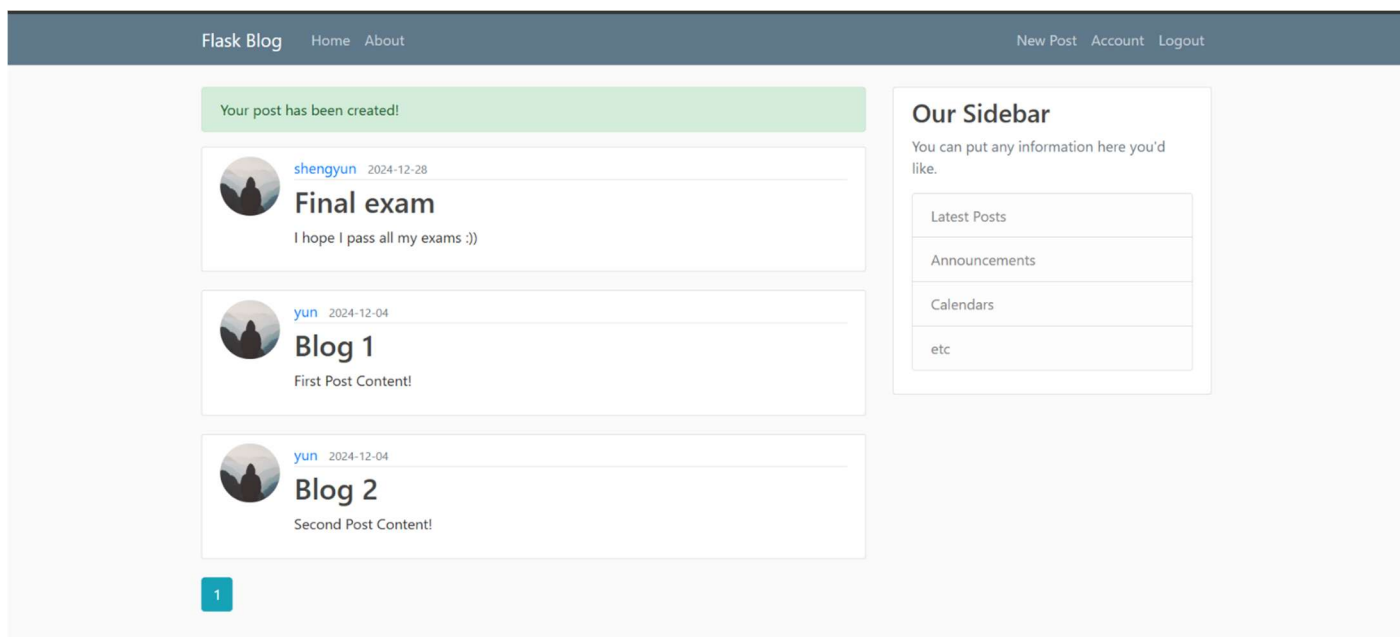 Flask Blog Home About New Post Account Logout
Your post has been created!
shengyun 2024-12-28
Final exam
I hope I pass all my exams :))
yun 2024-12-04
Blog 1
First Post Content!
yun 2024-12-04
Blog 2
Second Post Content!
1
Our Sidebar
You can put any information here you'd
like.
Latest Posts
Announcements
Calendars
etc